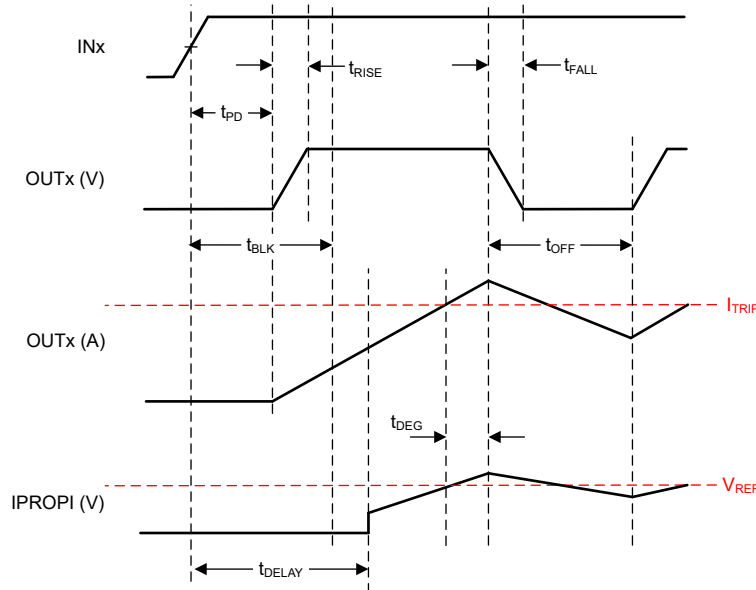 INx
tRISE
tFALL
tPD
OUTx (V)
tBLK
tOFF
ITRIP
OUTx (A)
tDEG
VREF
IPROPI (V)
tDELAY